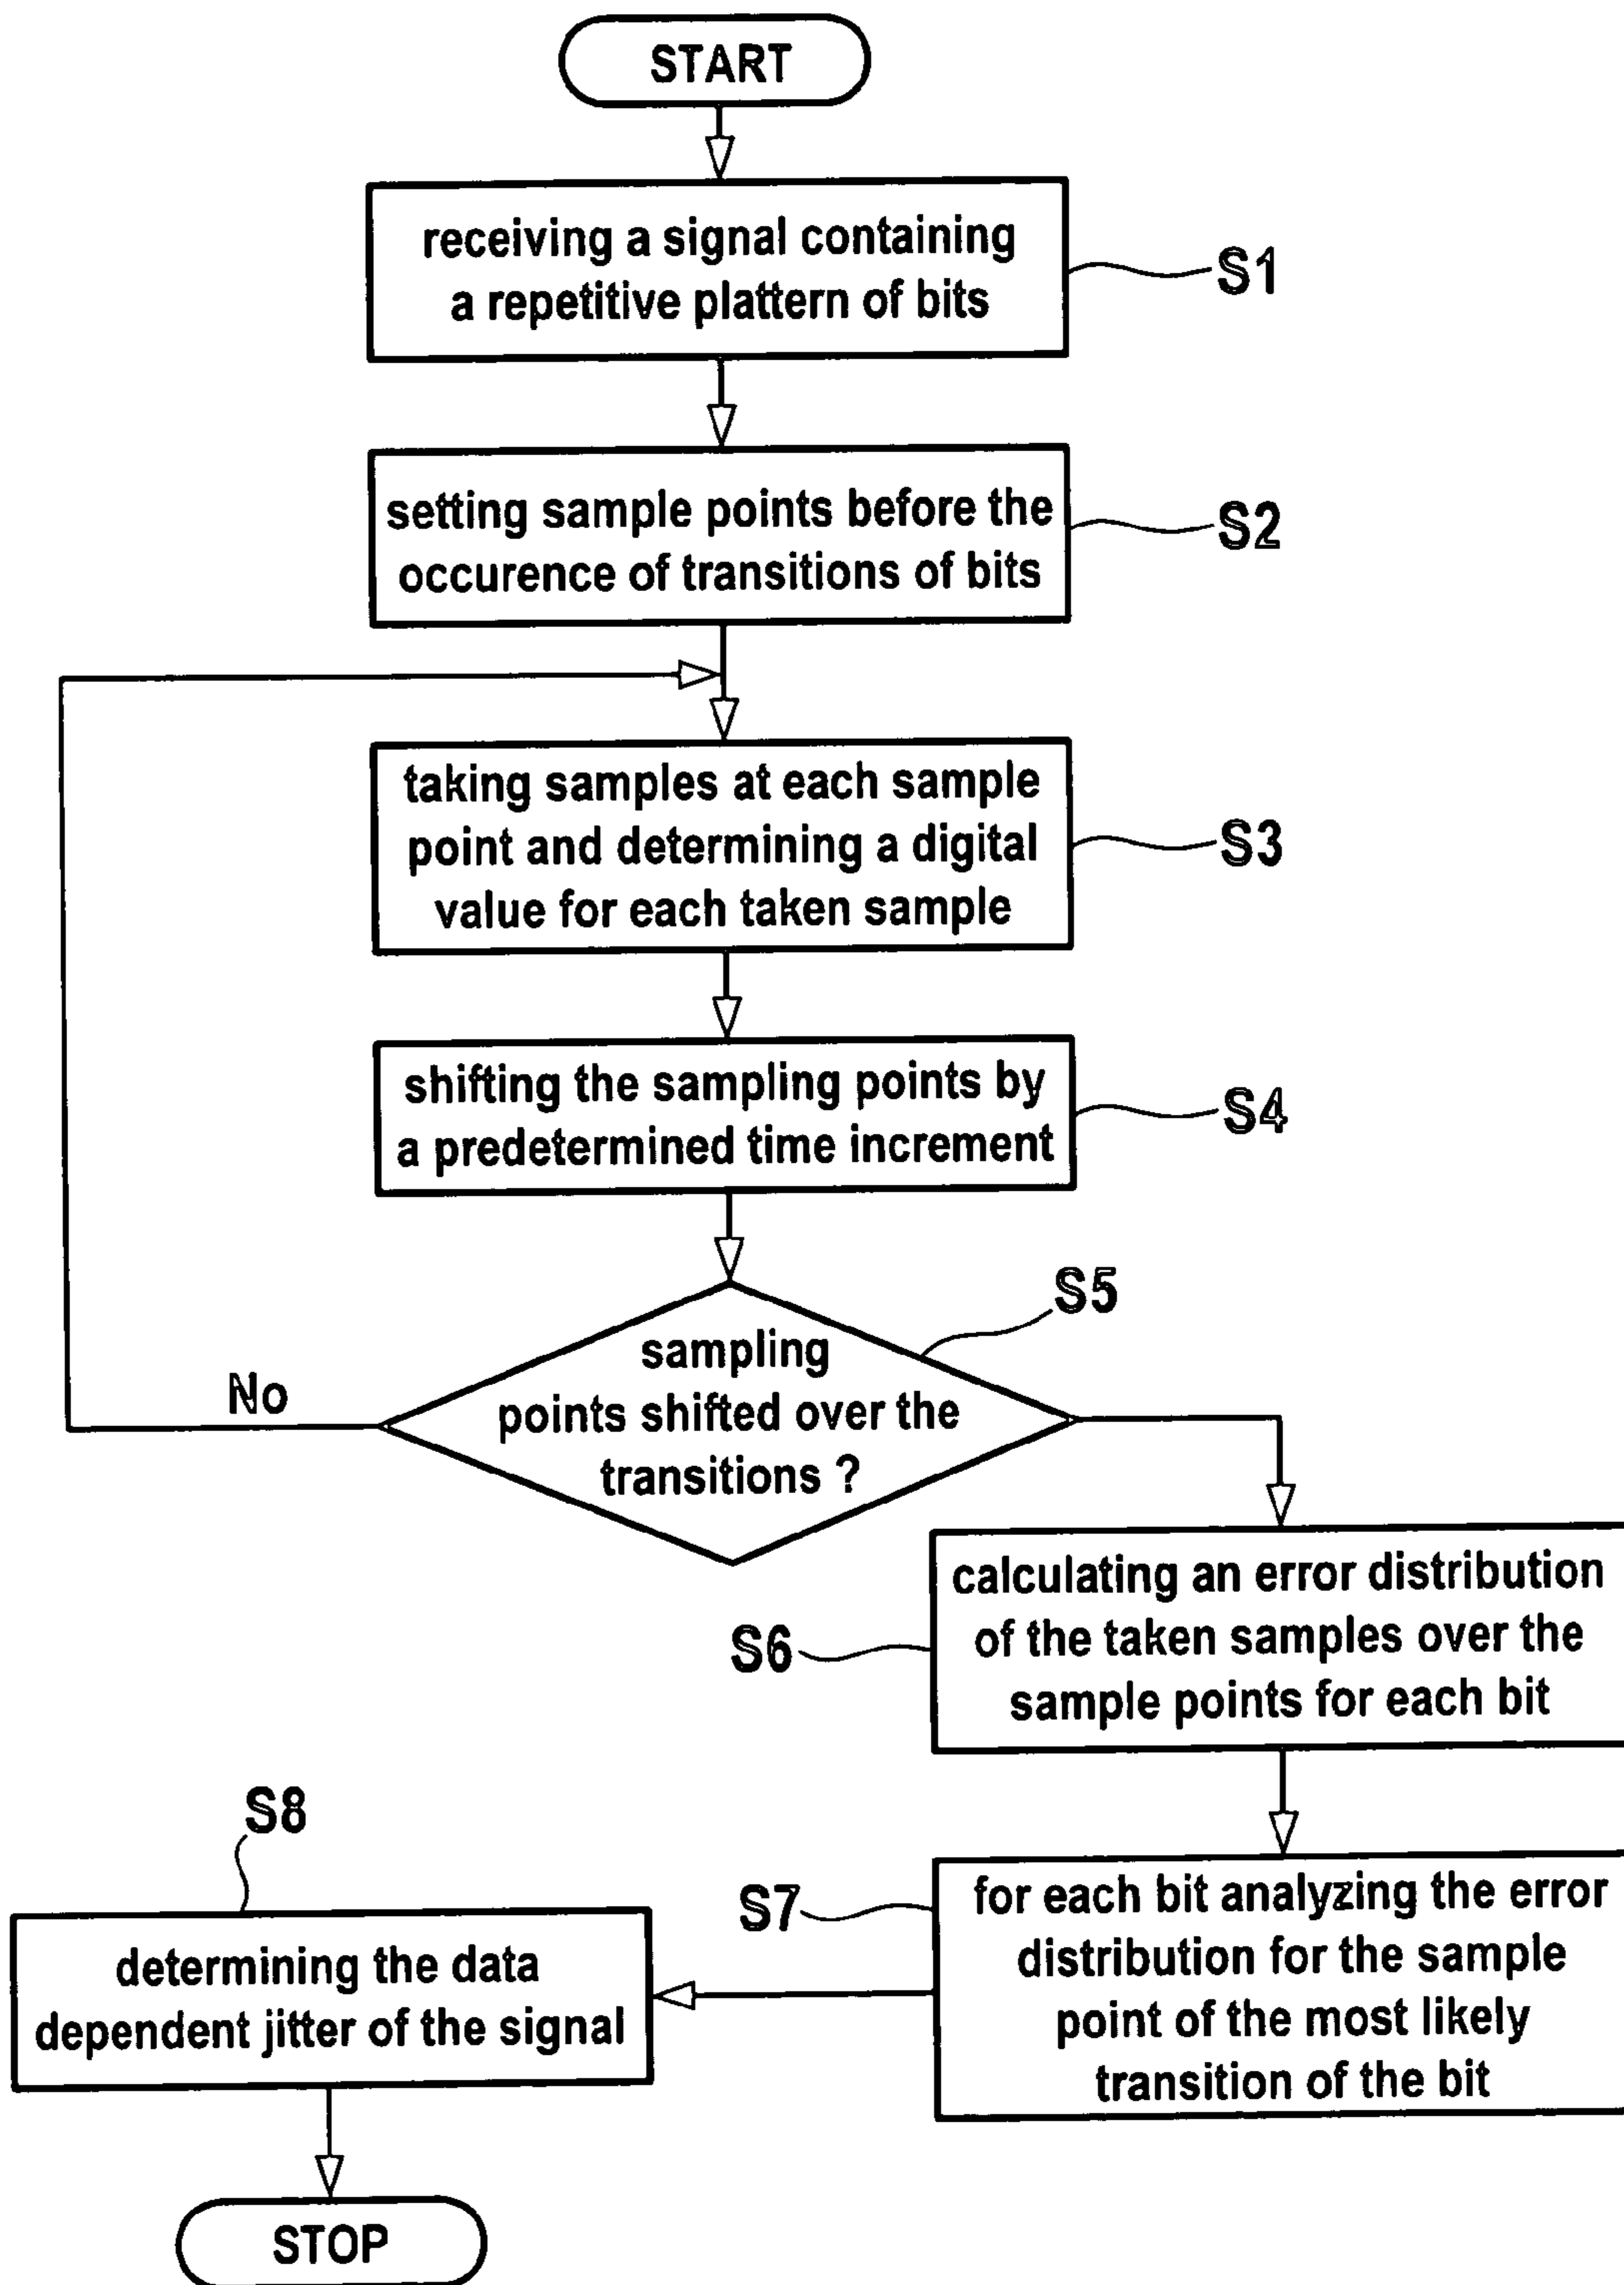 START
receiving a signal containing
a repetitive plattern of bits
S1
setting sample points before the
occurence of transitions of bits
S2
taking samples at each sample
point and determining a digital
value for each taken sample
S3
shifting the sampling points by
a predetermined time increment
S4
S5
sampling
points shifted over the
transitions ?
No
calculating an error distribution
of the taken samples over the
sample points for each bit
S6
for each bit analyzing the error
distribution for the sample
point of the most likely
transition of the bit
S7
S8
determining the data
dependent jitter of the signal
STOP